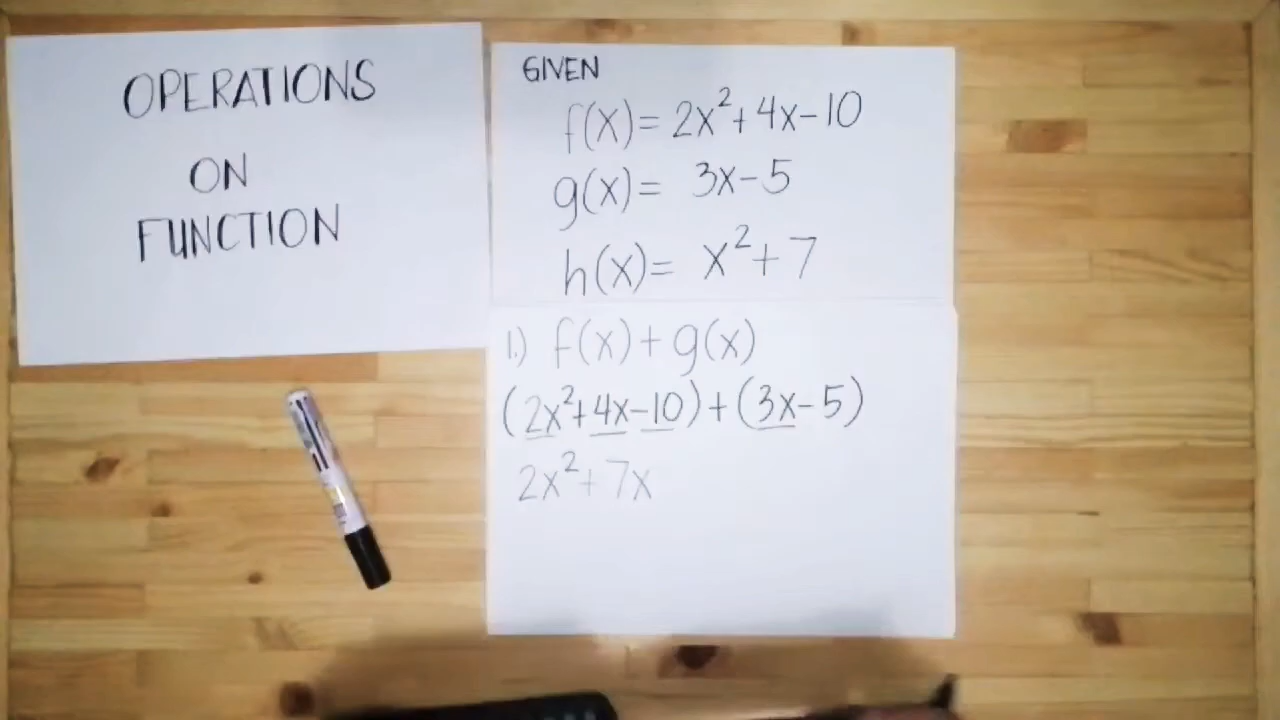 OPERATIONS
ON
FUNCTION
GIVEN
f(x) = 2x²+4x-10
g(x) = 3x-5
h(x) = x²+7
1.) f(x)+g(x)
(2x²+4x-10)+(3x-5)
2x²+7x